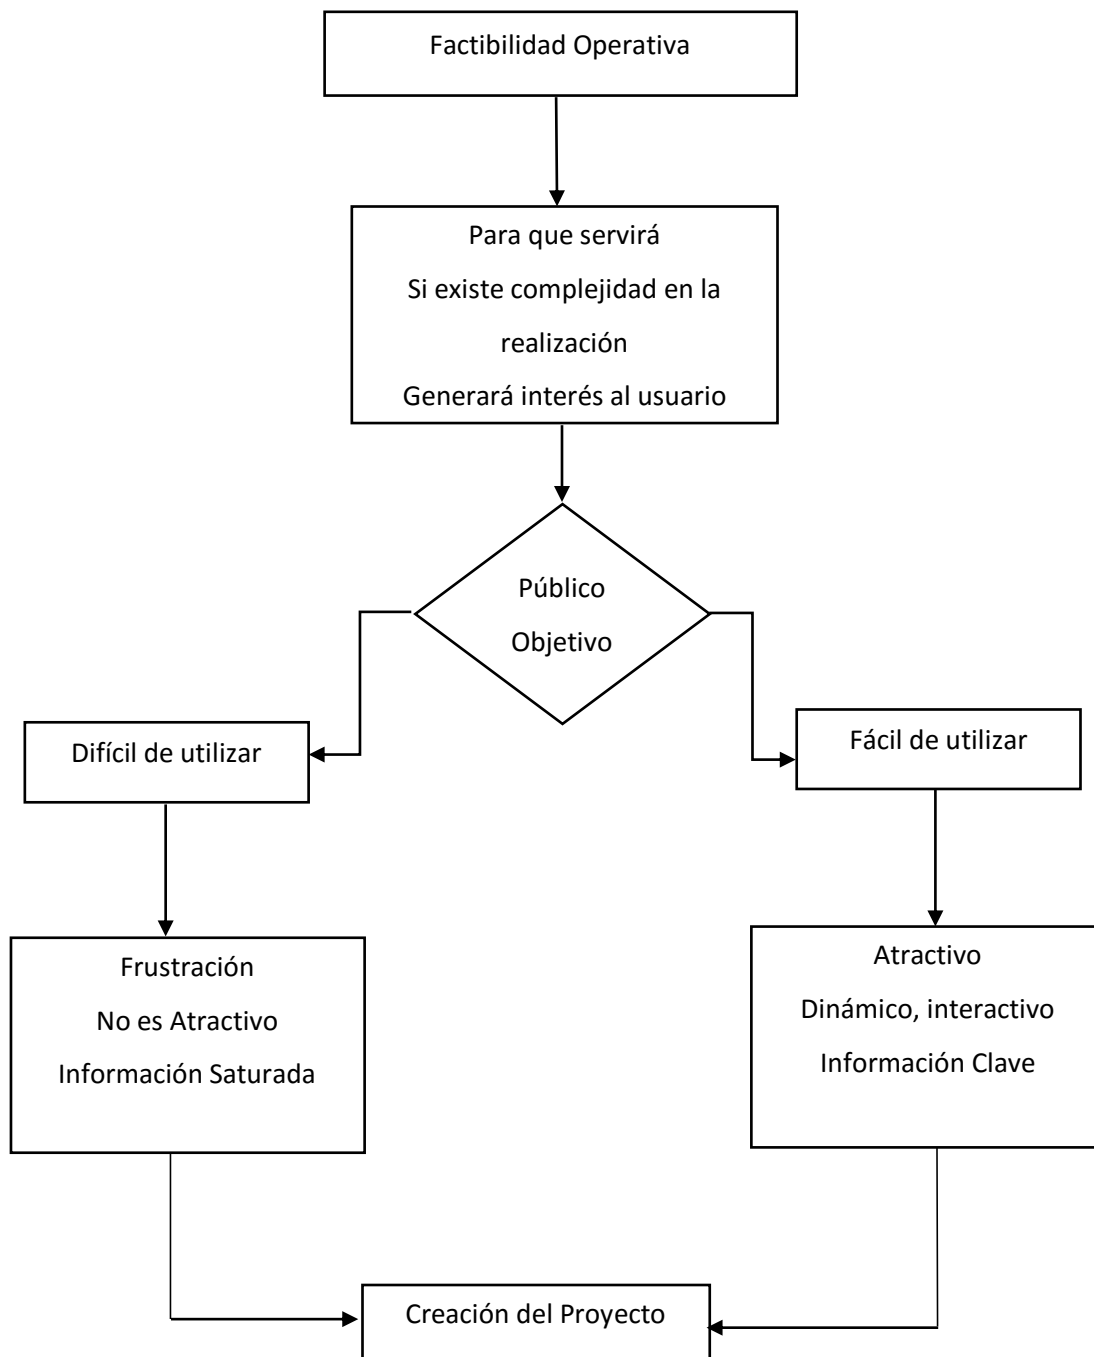 Factibilidad Operativa
Para que servirá
Si existe complejidad en la
realización
Generará interés al usuario
Público
Objetivo
Difícil de utilizar
Fácil de utilizar
Frustración
No es Atractivo
Información Saturada
Atractivo
Dinámico, interactivo
Información Clave
Creación del Proyecto